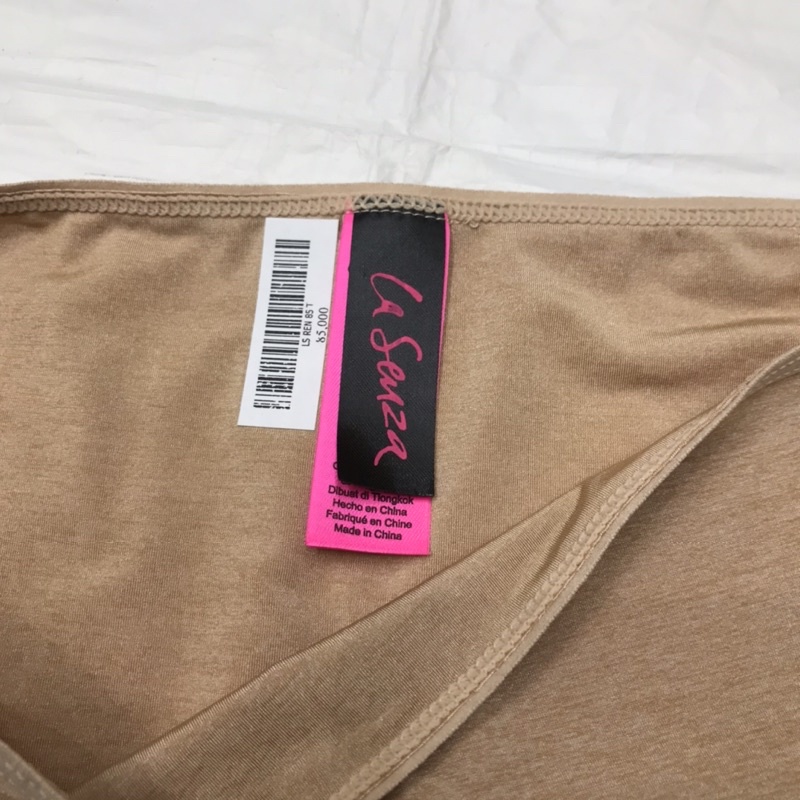 LS REN 85 T
85.000
La Senza
Dibuat di Tiongkok
Hecho en China
Fabriqué en Chine
Made in China